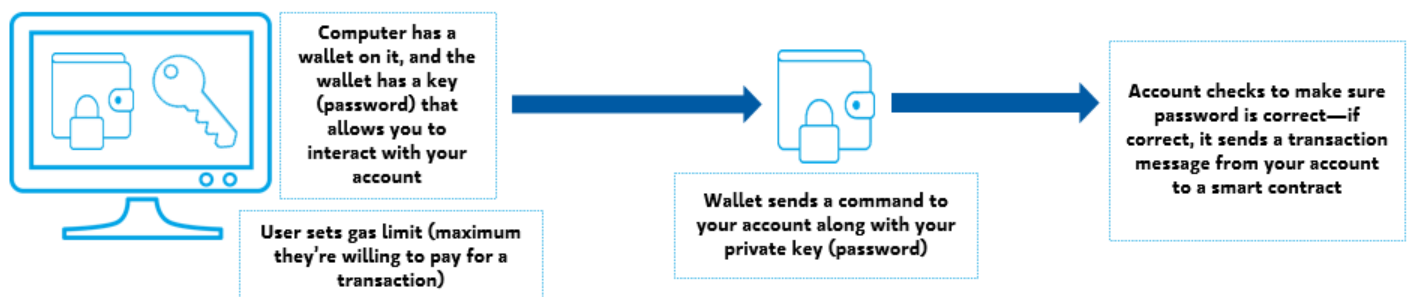 Computer has a
wallet on it, and the
wallet has a key
(password) that
allows you to
interact with your
account
User sets gas limit (maximum
they're willing to pay for a
transaction)
Wallet sends a command to
your account along with your
private key (password)
Account checks to make sure
password is correct—if
correct, it sends a transaction
message from your account
to a smart contract